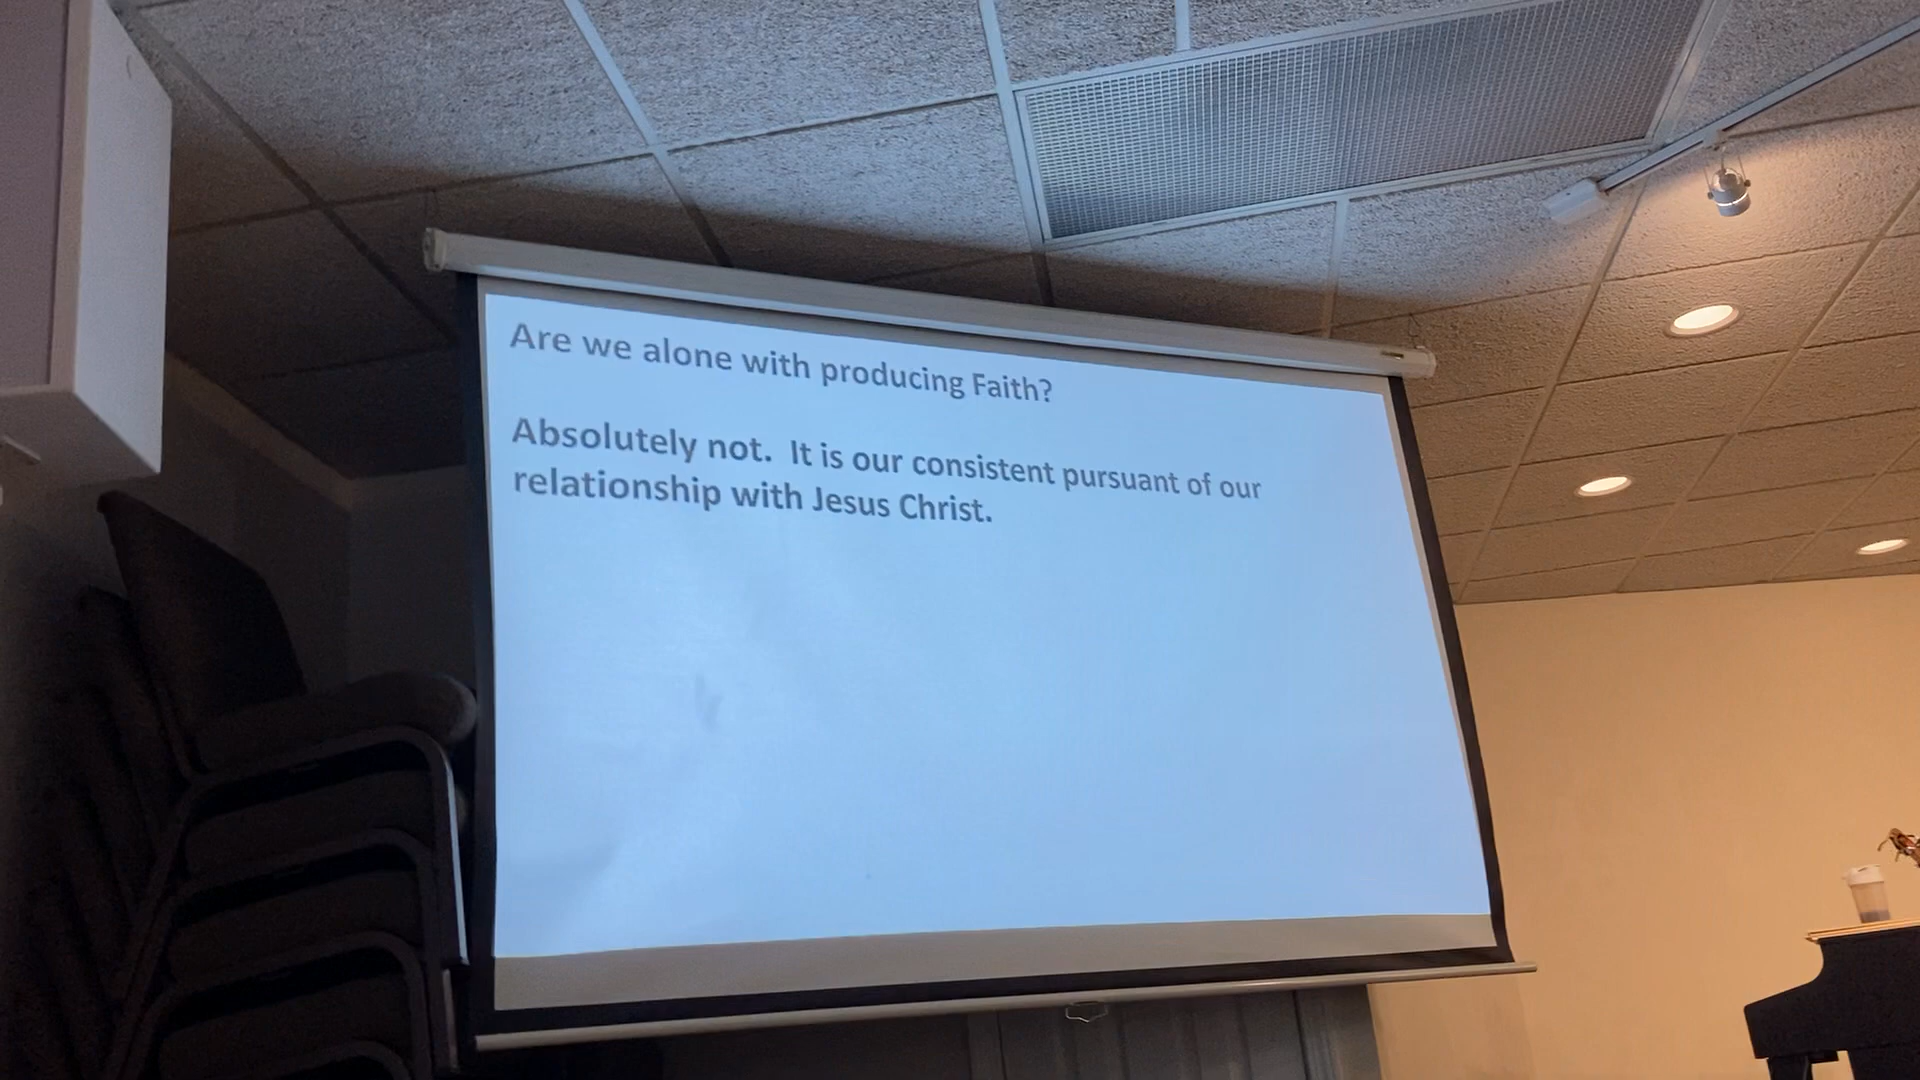 Are we alone with producing Faith?
Absolutely not. It is our consistent pursuant of our
relationship with Jesus Christ.